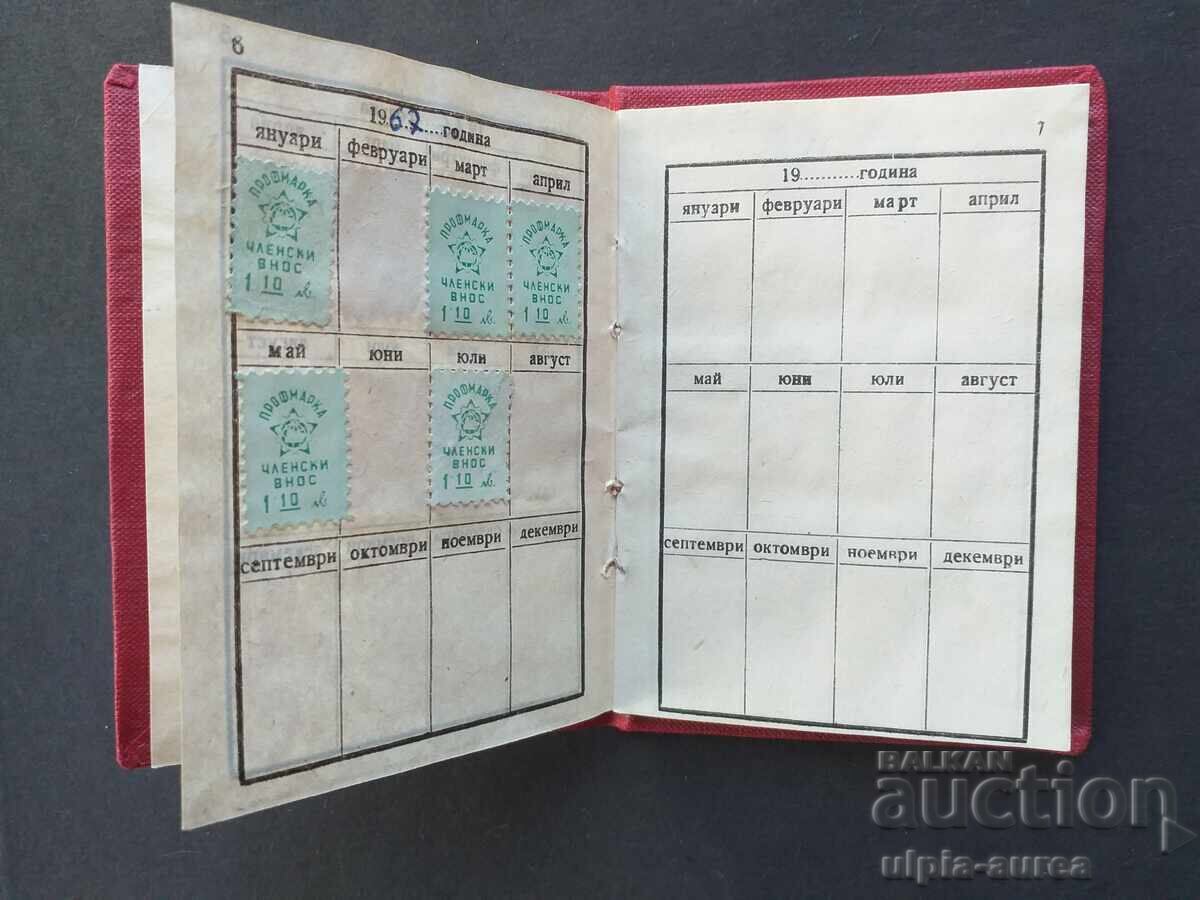 6
1967....година
януари февруари март април
ПРОФМАРКА
ЧЛЕНСКИ
ВНОС
1 10 лв.
ПРОФМАРКА
ЧЛЕНСКИ
ВНОС
1 10 лв.
ПРОФМАРКА
ЧЛЕНСКИ
ВНОС
1 10 лв.
май юни юли август
ПРОФМАРКА
ЧЛЕНСКИ
ВНОС
1 10 лв.
ПРОФМАРКА
ЧЛЕНСКИ
ВНОС
1 10 лв.
септември октомври ноември декември
7
19...........година
януари февруари март април
май юни юли август
септември октомври ноември декември
BALKAN
auction
ulpia-aurea